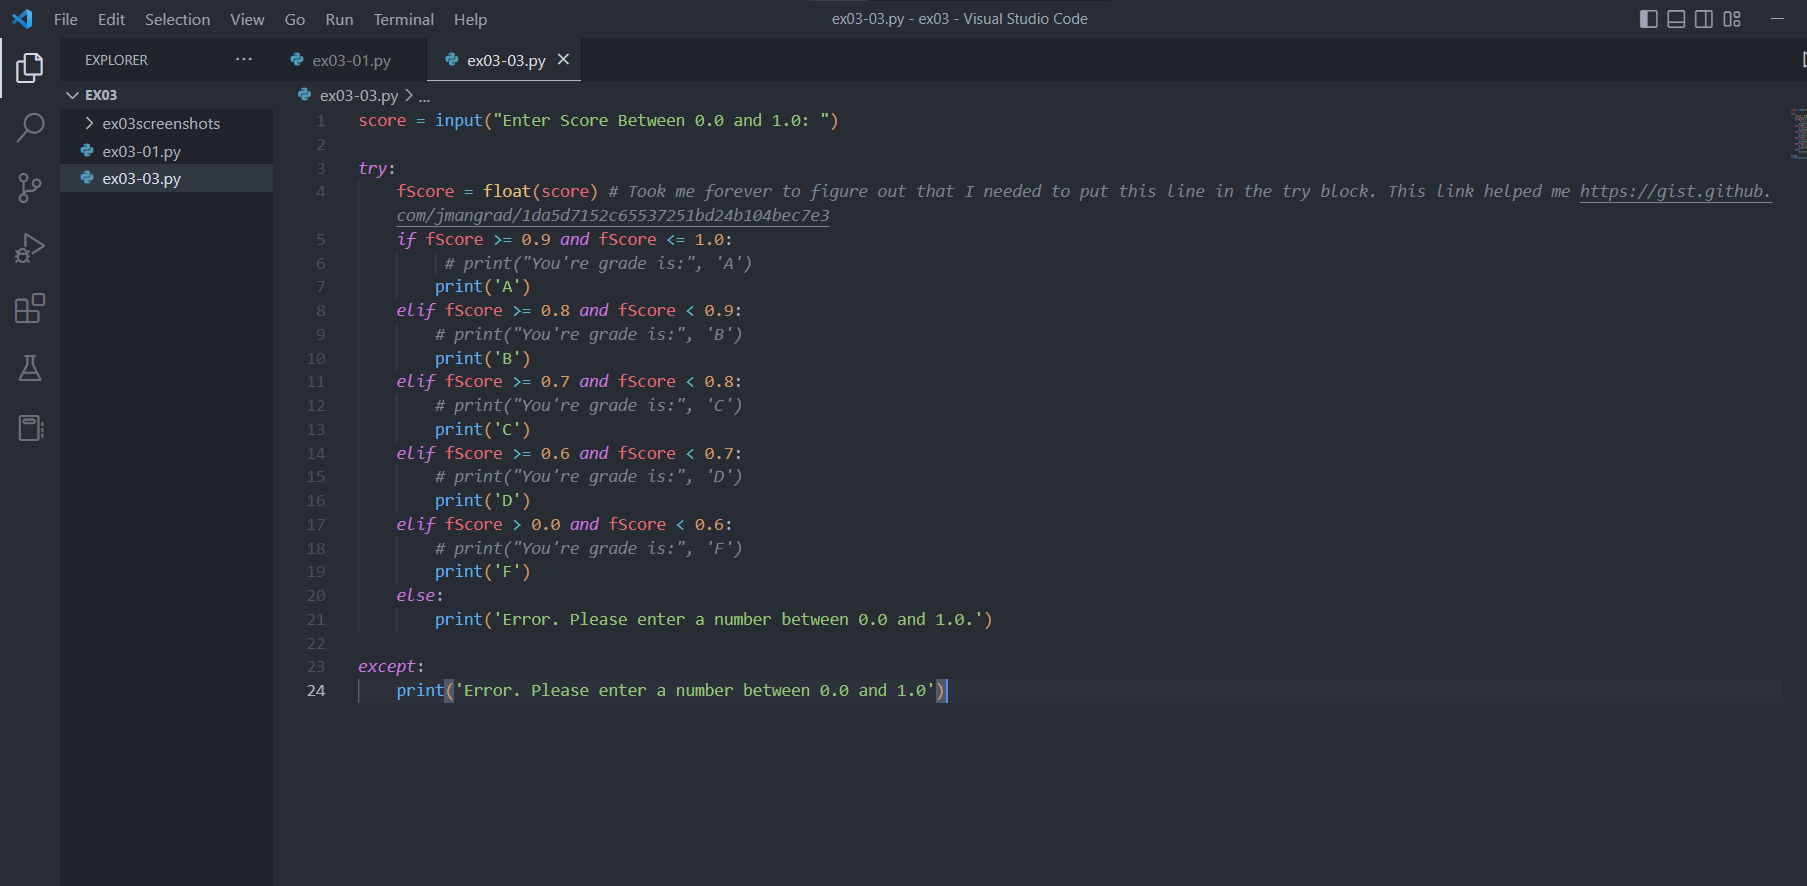 File Edit Selection View Go Run Terminal Help
ex03-03.py - ex03 - Visual Studio Code
EXPLORER ...
EX03
ex03screenshots
ex03-01.py
ex03-03.py
ex03-01.py
ex03-03.py
ex03-03.py > ...
1 score = input("Enter Score Between 0.0 and 1.0: ")
2
3 try:
4 fScore = float(score) # Took me forever to figure out that I needed to put this line in the try block. This link helped me https://gist.github.
com/jmangrad/1da5d7152c65537251bd24b104bec7e3
5 if fScore >= 0.9 and fScore <= 1.0:
6 # print("You're grade is:", 'A')
7 print('A')
8 elif fScore >= 0.8 and fScore < 0.9:
9 # print("You're grade is:", 'B')
10 print('B')
11 elif fScore >= 0.7 and fScore < 0.8:
12 # print("You're grade is:", 'C')
13 print('C')
14 elif fScore >= 0.6 and fScore < 0.7:
15 # print("You're grade is:", 'D')
16 print('D')
17 elif fScore > 0.0 and fScore < 0.6:
18 # print("You're grade is:", 'F')
19 print('F')
20 else:
21 print('Error. Please enter a number between 0.0 and 1.0.')
22
23 except:
24 print('Error. Please enter a number between 0.0 and 1.0')